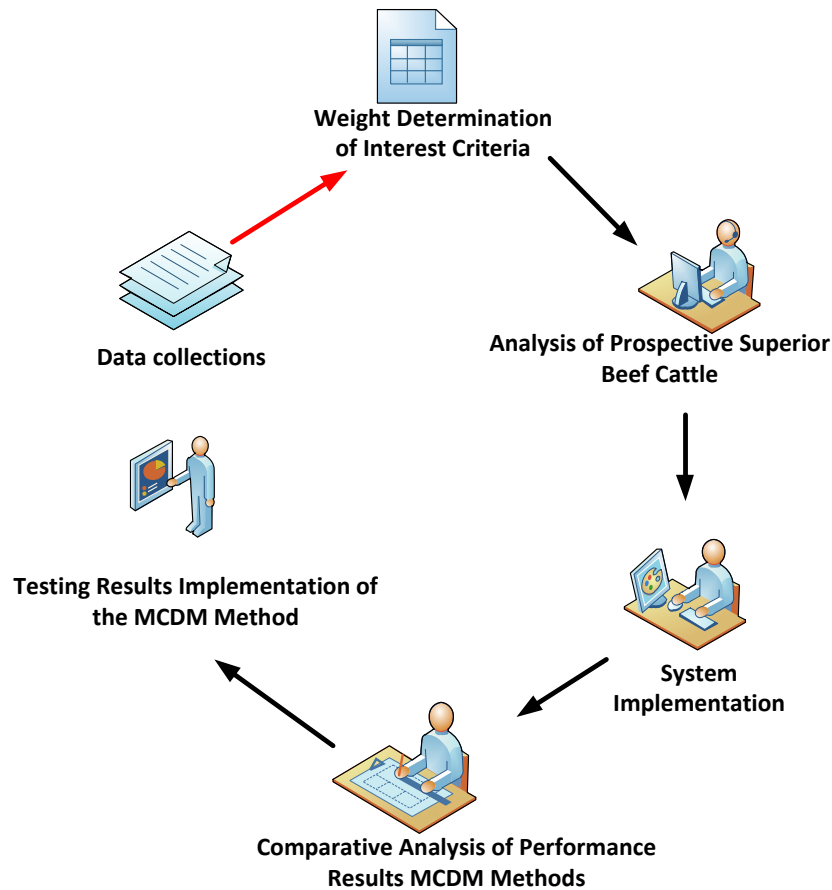 Weight Determination
of Interest Criteria
Data collections
Analysis of Prospective Superior
Beef Cattle
Testing Results Implementation of
the MCDM Method
System
Implementation
Comparative Analysis of Performance
Results MCDM Methods